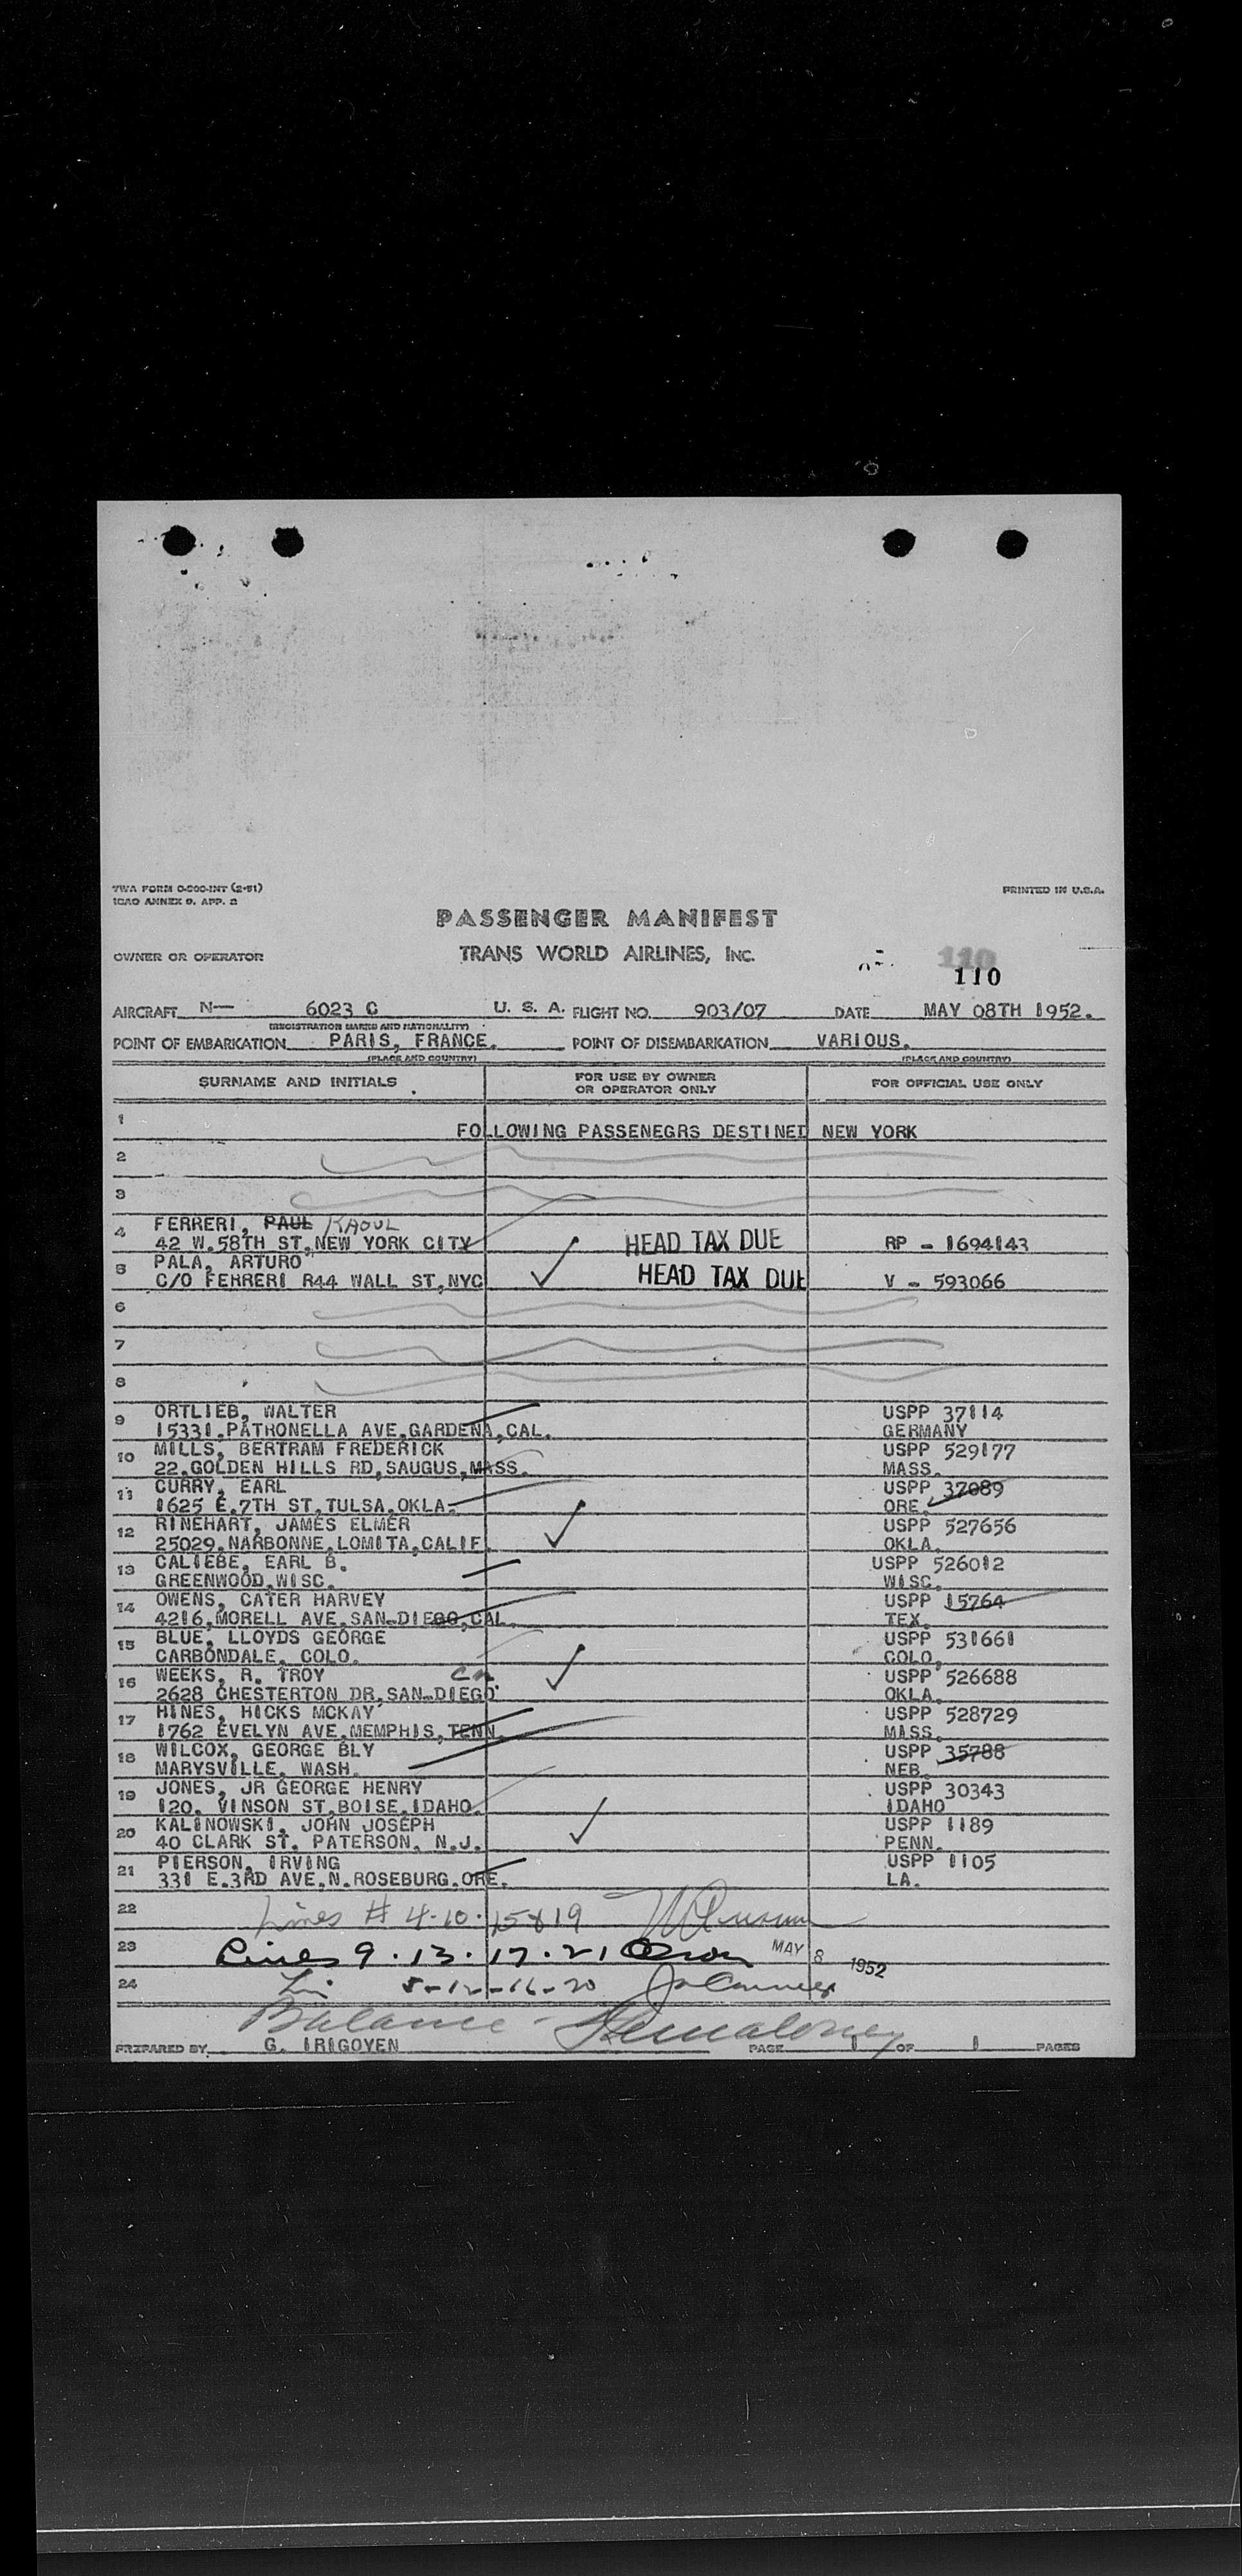 TWA FORM O-500-INT (2-51)
ICAO ANNEX 9. APP. 2
PRINTED IN U.S.A.
PASSENGER MANIFEST
OWNER OR OPERATOR TRANS WORLD AIRLINES, INC.
110
110
AIRCRAFT N— 6023 C U. S. A. FLIGHT NO. 903/07 DATE MAY 08TH 1952.
(REGISTRATION MARKS AND NATIONALITY)
POINT OF EMBARKATION PARIS, FRANCE. POINT OF DISEMBARKATION VARIOUS.
(PLACE AND COUNTRY) (PLACE AND COUNTRY)
SURNAME AND INITIALS FOR USE BY OWNER OR OPERATOR ONLY FOR OFFICIAL USE ONLY
1
FOLLOWING PASSENEGRS DESTINED NEW YORK
2
3
4 FERRERI, PAUL RAOUL
42 W.58TH ST,NEW YORK CITY HEAD TAX DUE RP - 1694143
5 PALA, ARTURO
C/O FERRERI R44 WALL ST,NYC HEAD TAX DUE V - 593066
6
7
8
9 ORTLIEB, WALTER USPP 37114
15331,PATRONELLA AVE,GARDENA,CAL. GERMANY
10 MILLS, BERTRAM FREDERICK USPP 529177
22,GOLDEN HILLS RD,SAUGUS,MASS. MASS.
11 CURRY, EARL USPP 37089
1625 E.7TH ST,TULSA,OKLA. ORE.
12 RINEHART, JAMES ELMER USPP 527656
25029,NARBONNE,LOMITA,CALIF. OKLA.
13 CALIEBE, EARL B. USPP 526012
GREENWOOD,WISC. WISC.
14 OWENS, CATER HARVEY USPP 15764
4216,MORELL AVE,SAN-DIEGO,CAL. TEX.
15 BLUE, LLOYDS GEORGE USPP 531661
CARBONDALE, COLO. COLO.
16 WEEKS, R. TROY USPP 526688
2628 CHESTERTON DR,SAN-DIEGO. OKLA.
17 HINES, HICKS MCKAY USPP 528729
1762 EVELYN AVE,MEMPHIS,TENN. MISS.
18 WILCOX, GEORGE BLY USPP 35788
MARYSVILLE, WASH. NEB.
19 JONES, JR GEORGE HENRY USPP 30343
120, VINSON ST,BOISE,IDAHO. IDAHO
20 KALINOWSKI, JOHN JOSEPH USPP 1189
40 CLARK ST. PATERSON, N.J. PENN.
21 PIERSON, IRVING USPP 1105
331 E.3RD AVE,N.ROSEBURG,ORE. LA.
22 Lines # 4-10-15&19
23 Lines 9-13-17-21 MAY 8 1952
24 Li 5-12-16-20
Balance -
PREPARED BY G. IRIGOYEN PAGE 1 OF 1 PAGES